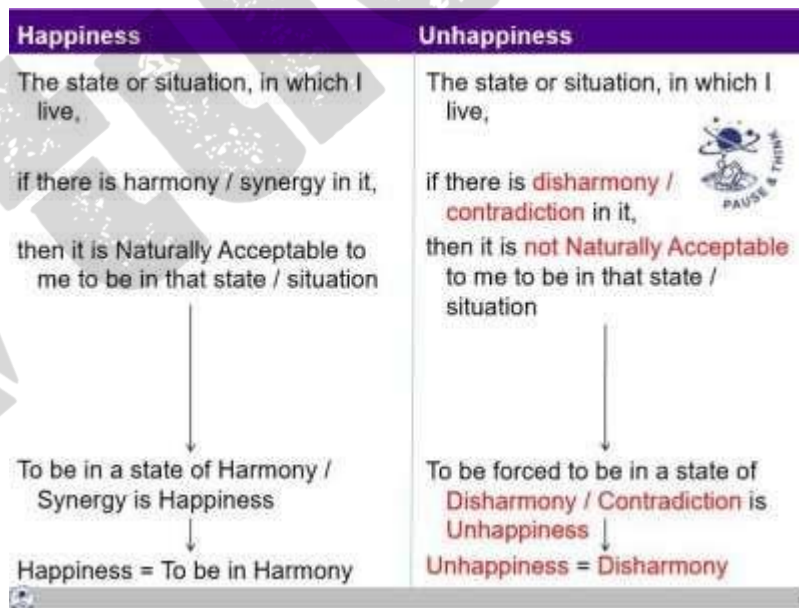 Happiness
The state or situation, in which I
live,
if there is harmony / synergy in it,
then it is Naturally Acceptable to
me to be in that state / situation
To be in a state of Harmony /
Synergy is Happiness
Happiness = To be in Harmony
Unhappiness
The state or situation, in which I
live,
if there is disharmony /
contradiction in it,
then it is not Naturally Acceptable
to me to be in that state /
situation
To be forced to be in a state of
Disharmony / Contradiction is
Unhappiness
Unhappiness = Disharmony
PAUSE & THINK